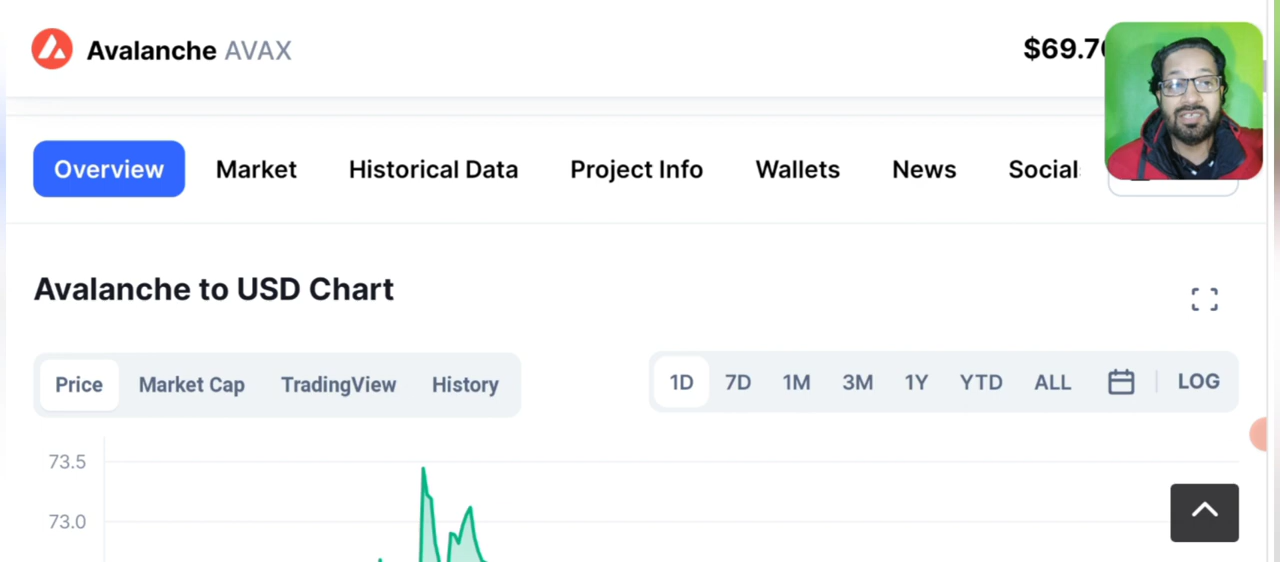 Avalanche AVAX
Overview Market Historical Data Project Info Wallets News
Avalanche to USD Chart
Price Market Cap TradingView History 1D 7D 1M 3M 1Y YTD ALL LOG
73.5
73.0